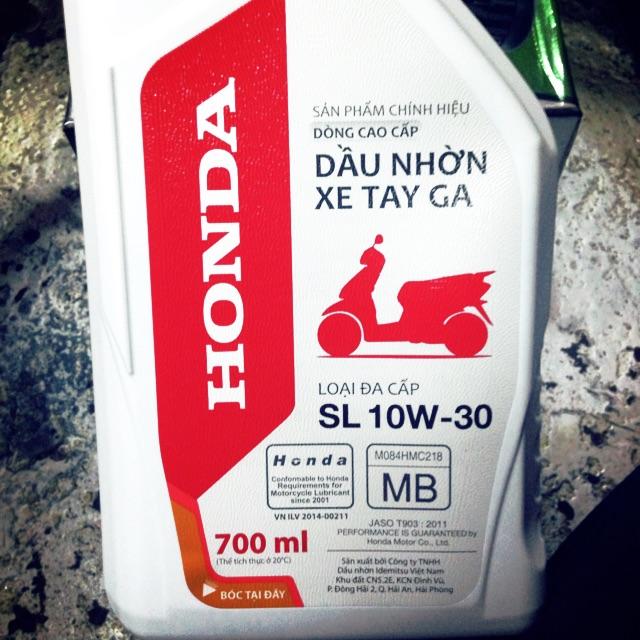 HONDA
SẢN PHẨM CHÍNH HIỆU
DÒNG CAO CẤP
DẦU NHỜN
XE TAY GA
LOẠI ĐA CẤP
SL 10W-30
Honda
Conformable to Honda
Requirements for
Motorcycle Lubricant
since 2001
VN ILV 2014-00211
M084HMC218
MB
JASO T903 : 2011
PERFORMANCE IS GUARANTEED by
Honda Motor Co., Ltd.
700 ml
(Thể tích thực ở 20°C)
BÓC TẠI ĐÂY
Sản xuất bởi Công ty TNHH
Dầu nhờn Idemitsu Việt Nam
Khu đất CN5.2E, KCN Đình Vũ,
P. Đông Hải 2, Q. Hải An, Hải Phòng